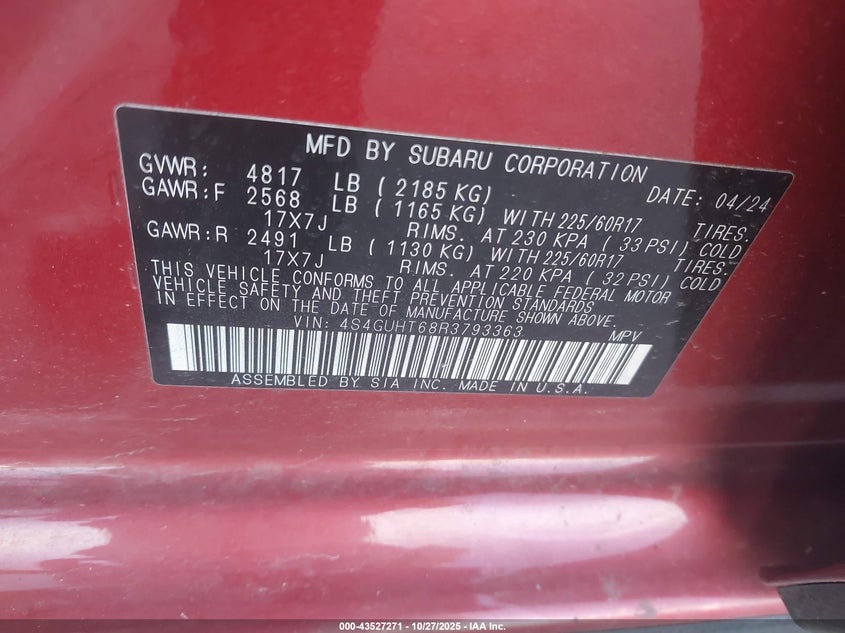 MFD BY SUBARU CORPORATION
GVWR: 4817 LB ( 2185 KG) DATE: 04/24
GAWR:F 2568 LB ( 1165 KG) WITH 225/60R17 TIRES.
17X7J RIMS. AT 230 KPA ( 33 PSI) COLD
GAWR:R 2491 LB ( 1130 KG) WITH 225/60R17 TIRES.
17X7J RIMS. AT 220 KPA ( 32 PSI) COLD
THIS VEHICLE CONFORMS TO ALL APPLICABLE FEDERAL MOTOR
VEHICLE SAFETY AND THEFT PREVENTION STANDARDS
IN EFFECT ON THE DATE OF MANUFACTURE SHOWN ABOVE.
VIN: 4S4GUHT68R3793363 MPV
ASSEMBLED BY SIA INC. MADE IN U.S.A.
000-43527271 | 10/27/2025 - IAA Inc.